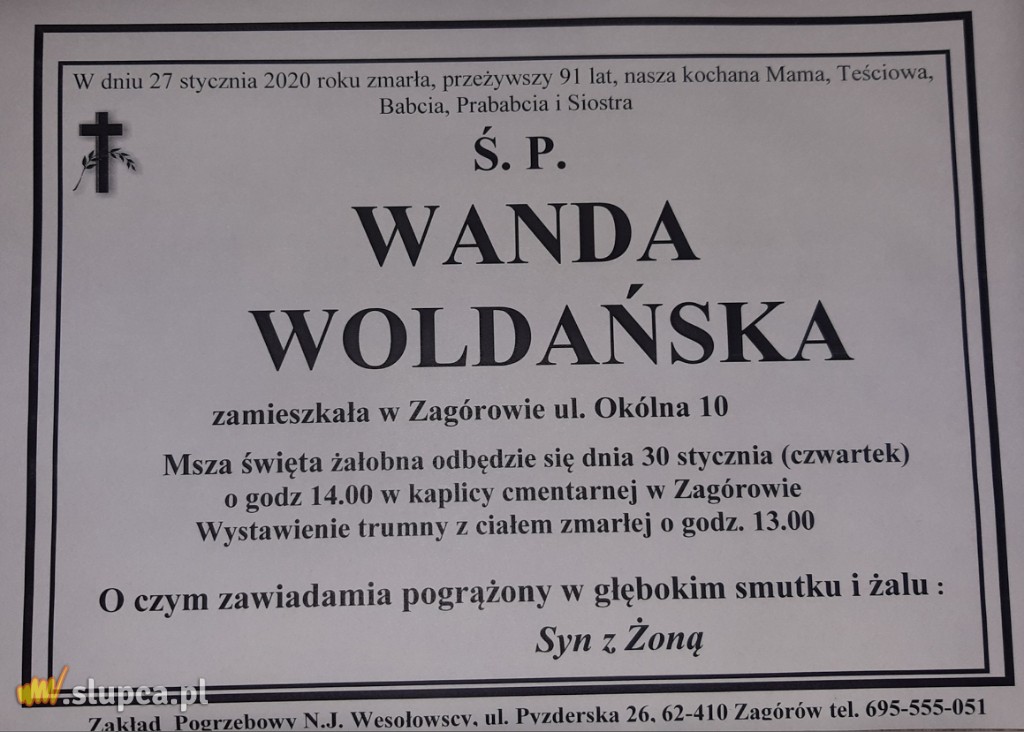 W dniu 27 stycznia 2020 roku zmarła, przeżywszy 91 lat, nasza kochana Mama, Teściowa,
Babcia, Prababcia i Siostra
Ś. P.
WANDA
WOLDAŃSKA
zamieszkała w Zagórowie ul. Okólna 10
Msza święta żałobna odbędzie się dnia 30 stycznia (czwartek)
o godz 14.00 w kaplicy cmentarnej w Zagórowie
Wystawienie trumny z ciałem zmarłej o godz. 13.00
O czym zawiadamia pogrążony w głębokim smutku i żalu :
Syn z Żoną
.slupca.pl
Zakład Pogrzebowy N.J. Wesołowscy, ul. Pyzderska 26, 62-410 Zagórów tel. 695-555-051